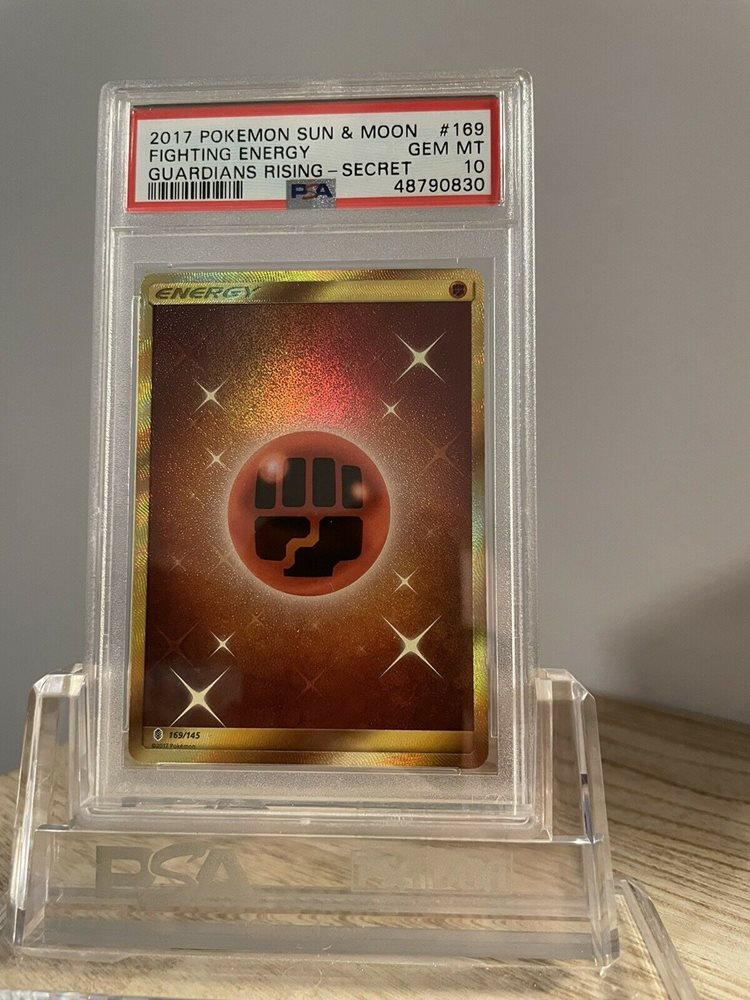 2017 POKEMON SUN & MOON #169
FIGHTING ENERGY GEM MT
GUARDIANS RISING - SECRET 10
PSA 48790830
ENERGY
169/145
©2017 Pokémon
PSA